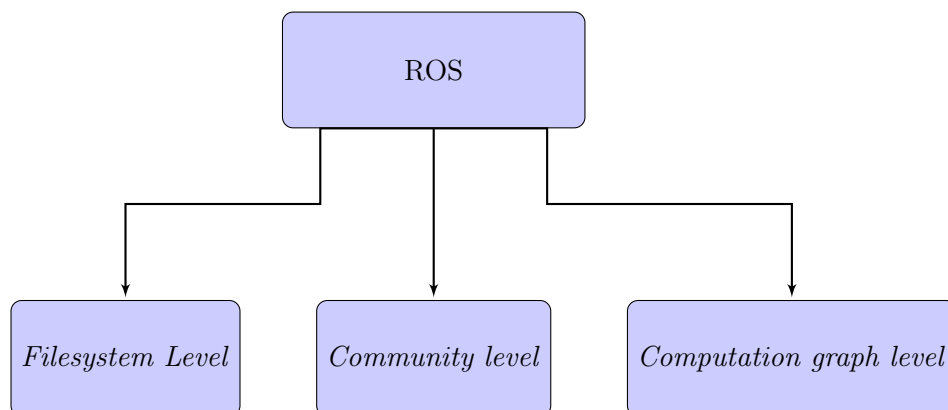 ROS
Filesystem Level
Community level
Computation graph level